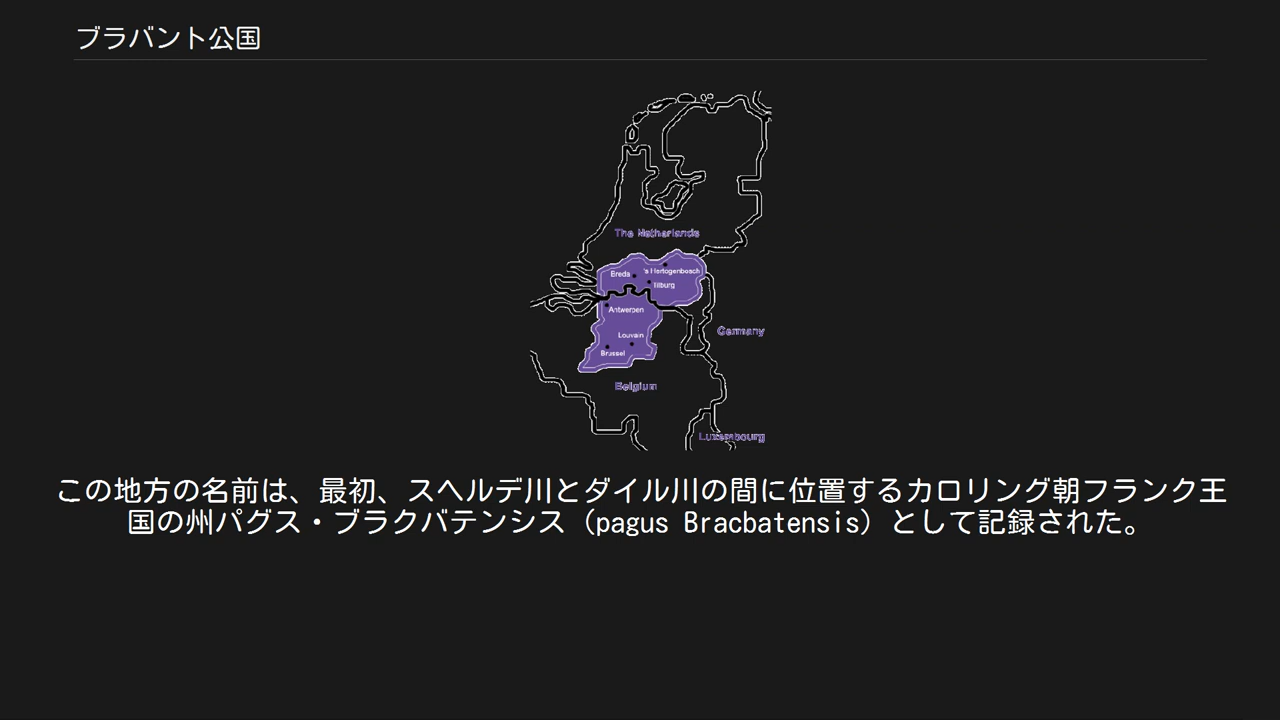 ブラバント公国
The Netherlands
Breda
's Hertogenbosch
Tilburg
Antwerpen
Germany
Louvain
Brussel
Belgium
Luxembourg
この地方の名前は、最初、スヘルデ川とダイル川の間に位置するカロリング朝フランク王
国の州パグス・ブラクバテンシス（pagus Bracbatensis）として記録された。